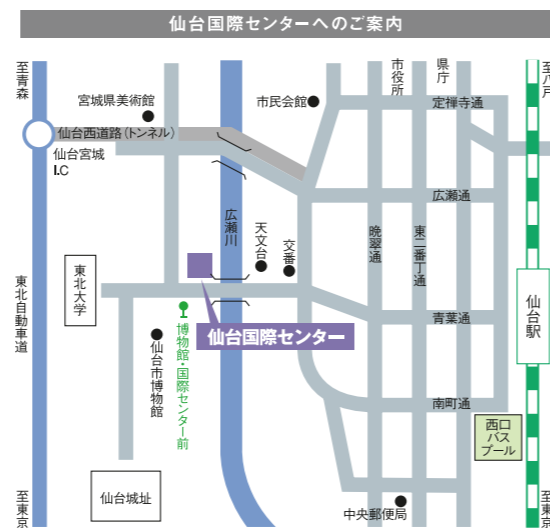 仙台国際センターへのご案内
至青森
宮城県美術館
市民会館
市役所
県庁
至八戸
定禅寺通
仙台西道路(トンネル)
仙台宮城
I.C
広瀬通
広瀬川
天文台
交番
晩翠通
東二番丁通
東北大学
東北自動車道
仙台駅
青葉通
仙台国際センター
博物館・国際センター前
仙台市博物館
南町通
西口
バス
プール
仙台城址
中央郵便局
至東京
至東京